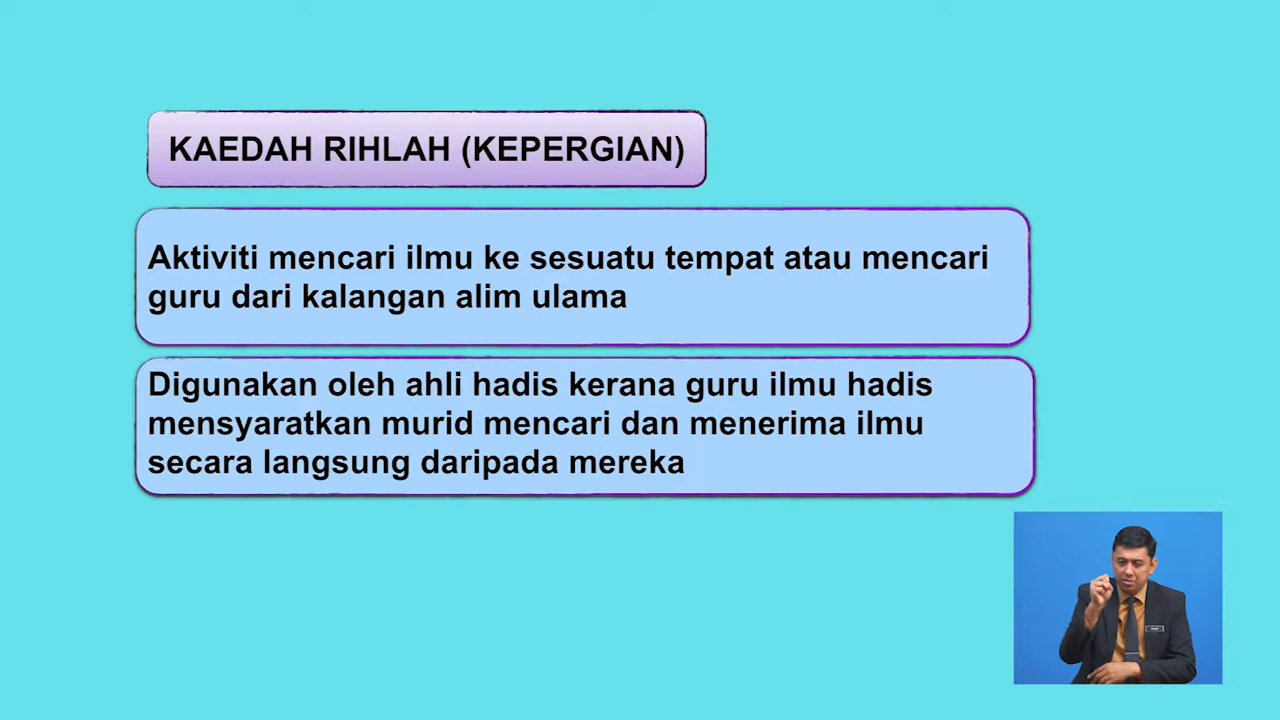 KAEDAH RIHLAH (KEPERGIAN)
Aktiviti mencari ilmu ke sesuatu tempat atau mencari
guru dari kalangan alim ulama
Digunakan oleh ahli hadis kerana guru ilmu hadis
mensyaratkan murid mencari dan menerima ilmu
secara langsung daripada mereka